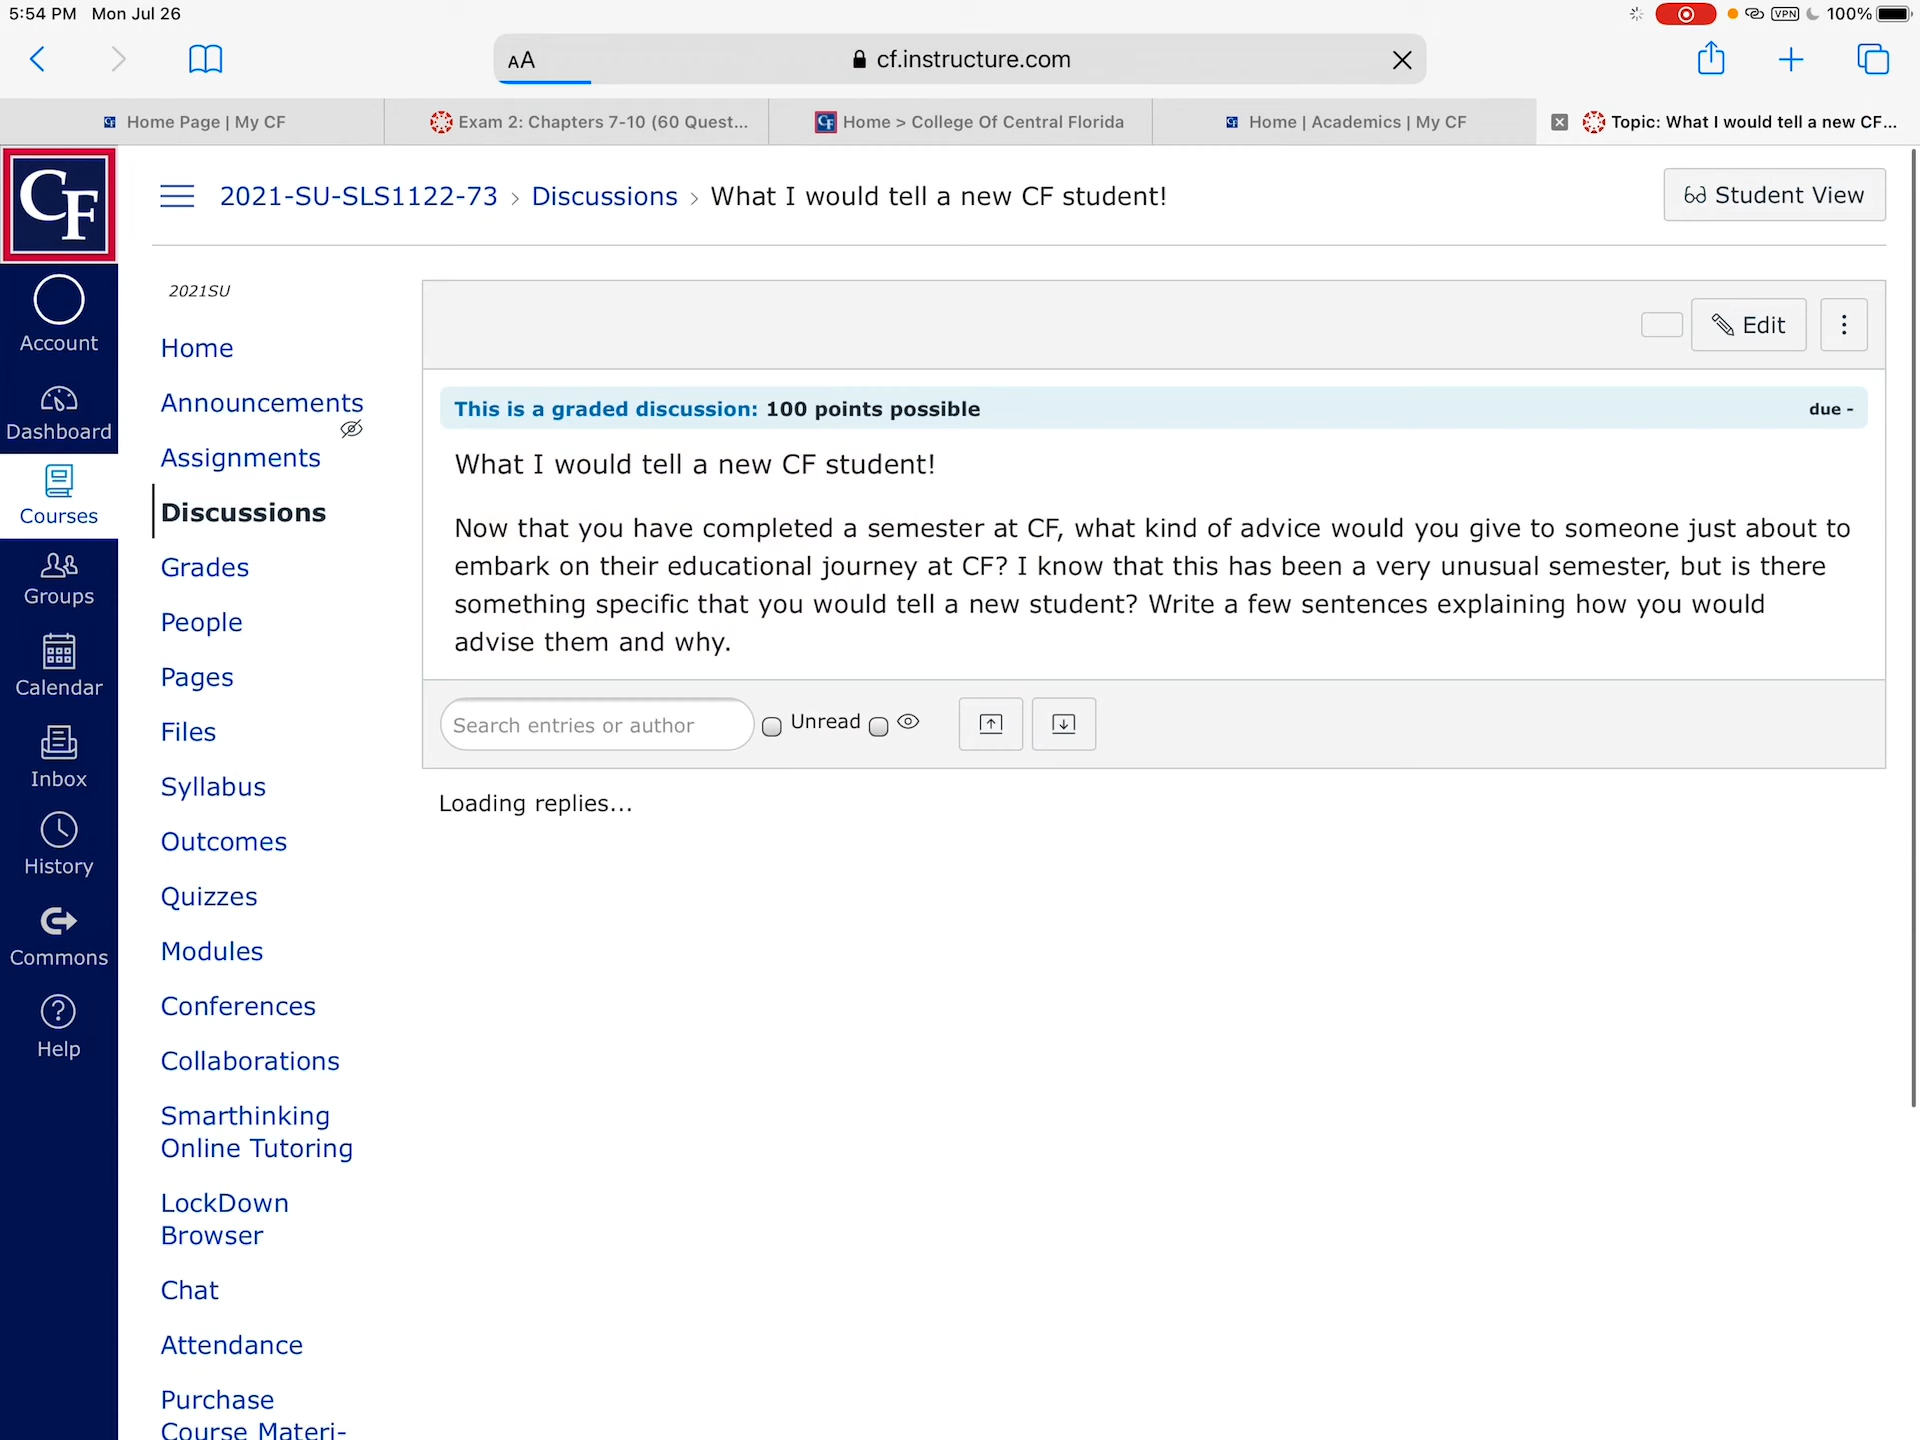 5:54 PM Mon Jul 26
VPN 100%
AA cf.instructure.com
Home Page | My CF
Exam 2: Chapters 7-10 (60 Quest...
Home > College Of Central Florida
Home | Academics | My CF
Topic: What I would tell a new CF...
CF
2021-SU-SLS1122-73 > Discussions > What I would tell a new CF student!
Student View
Account
Dashboard
Courses
Groups
Calendar
Inbox
History
Commons
Help
2021SU
Home
Announcements
Assignments
Discussions
Grades
People
Pages
Files
Syllabus
Outcomes
Quizzes
Modules
Conferences
Collaborations
Smarthinking
Online Tutoring
LockDown
Browser
Chat
Attendance
Purchase
Course Materi-
Edit
This is a graded discussion: 100 points possible
due -
What I would tell a new CF student!
Now that you have completed a semester at CF, what kind of advice would you give to someone just about to
embark on their educational journey at CF? I know that this has been a very unusual semester, but is there
something specific that you would tell a new student? Write a few sentences explaining how you would
advise them and why.
Search entries or author
Unread
Loading replies...